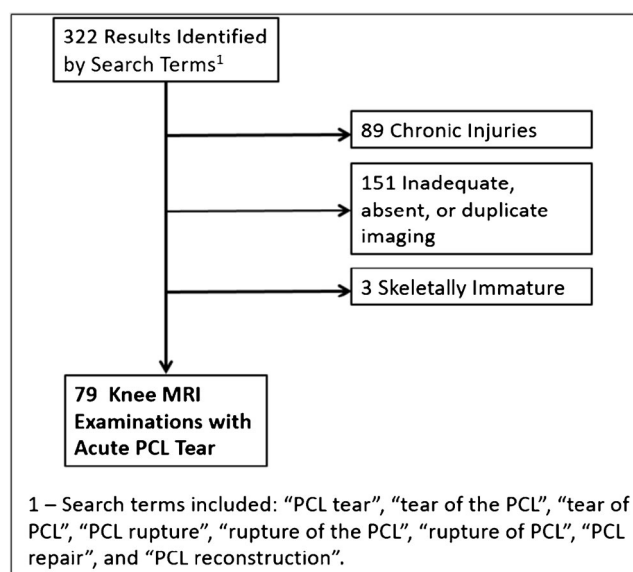 322 Results Identified
by Search Terms¹
89 Chronic Injuries
151 Inadequate,
absent, or duplicate
imaging
3 Skeletally Immature
79  Knee MRI
Examinations with
Acute PCL Tear
1 – Search terms included: “PCL tear”, “tear of the PCL”, “tear of
PCL”, “PCL rupture”, “rupture of the PCL”, “rupture of PCL”, “PCL
repair”, and “PCL reconstruction”.